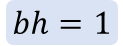 bh = 1